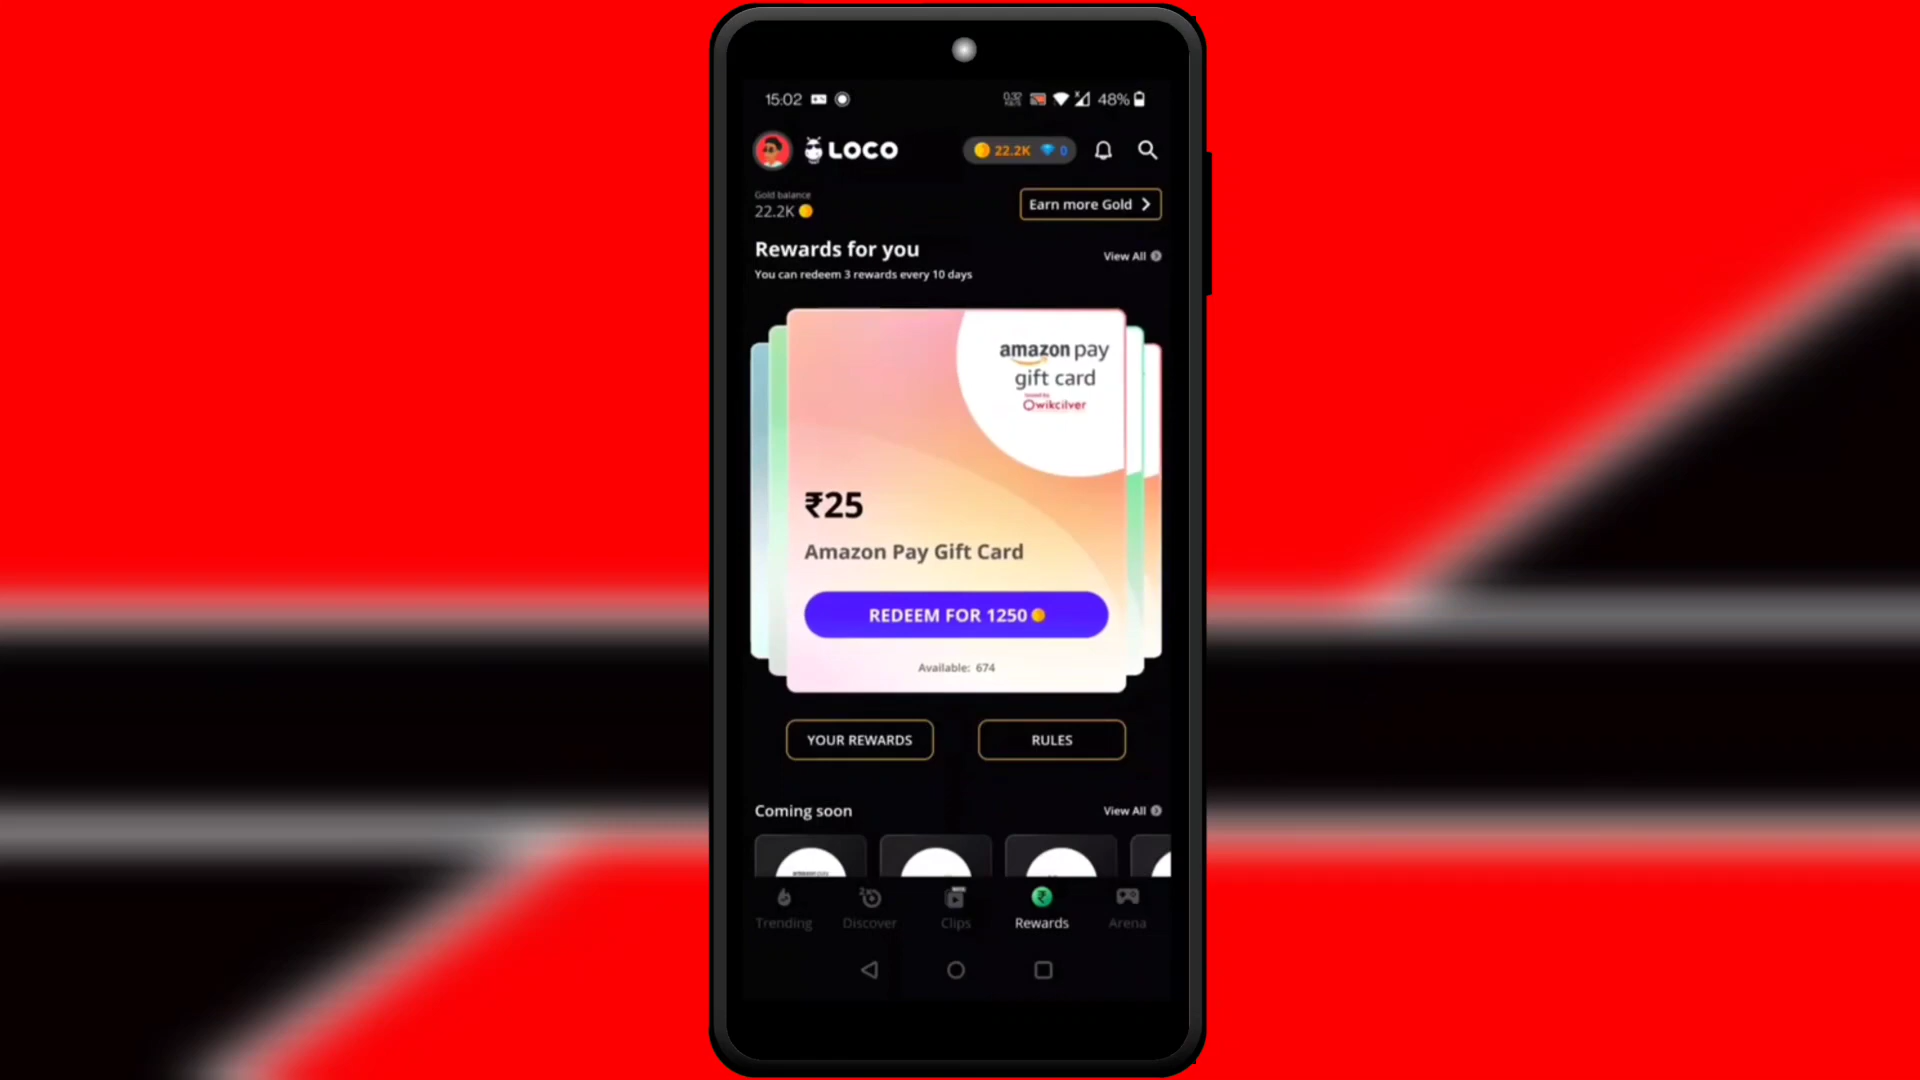 15:02
48%
LOCO
22.2K 0
Gold balance
22.2K
Earn more Gold
Rewards for you
View All
You can redeem 3 rewards every 10 days
amazon pay
gift card
Qwikcilver
₹25
Amazon Pay Gift Card
REDEEM FOR 1250
Available: 674
YOUR REWARDS
RULES
Coming soon
View All
Trending
Discover
Clips
Rewards
Arena